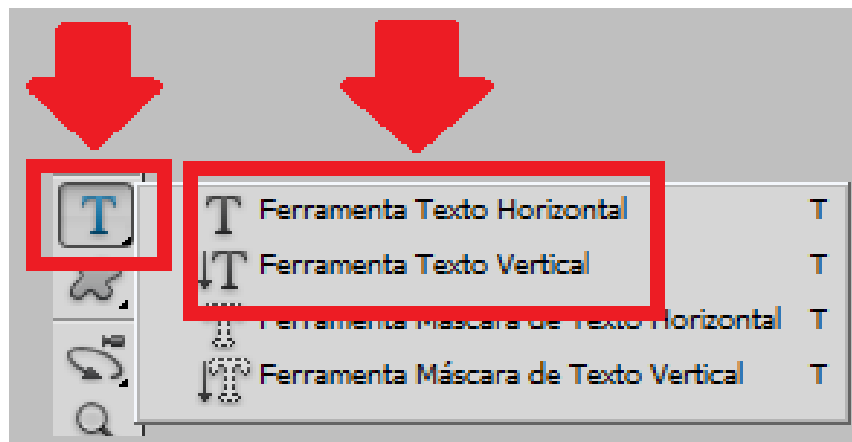 T
T Ferramenta Texto Horizontal T
T Ferramenta Texto Vertical T
Ferramenta Máscara de Texto Horizontal T
Ferramenta Máscara de Texto Vertical T